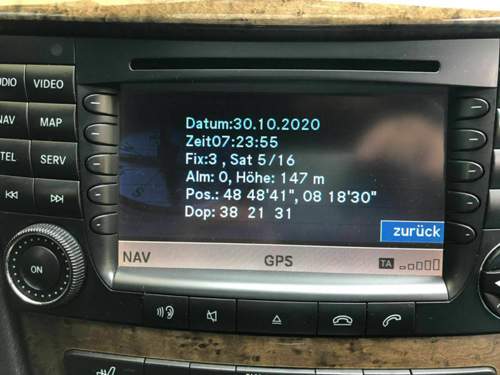 AUDIO VIDEO
NAV MAP
TEL SERV
ON
Datum:30.10.2020
Zeit07:23:55
Fix:3 , Sat 5/16
Alm: 0, Höhe: 147 m
Pos.: 48 48'41", 08 18'30"
Dop: 38 21 31
zurück
NAV GPS TA